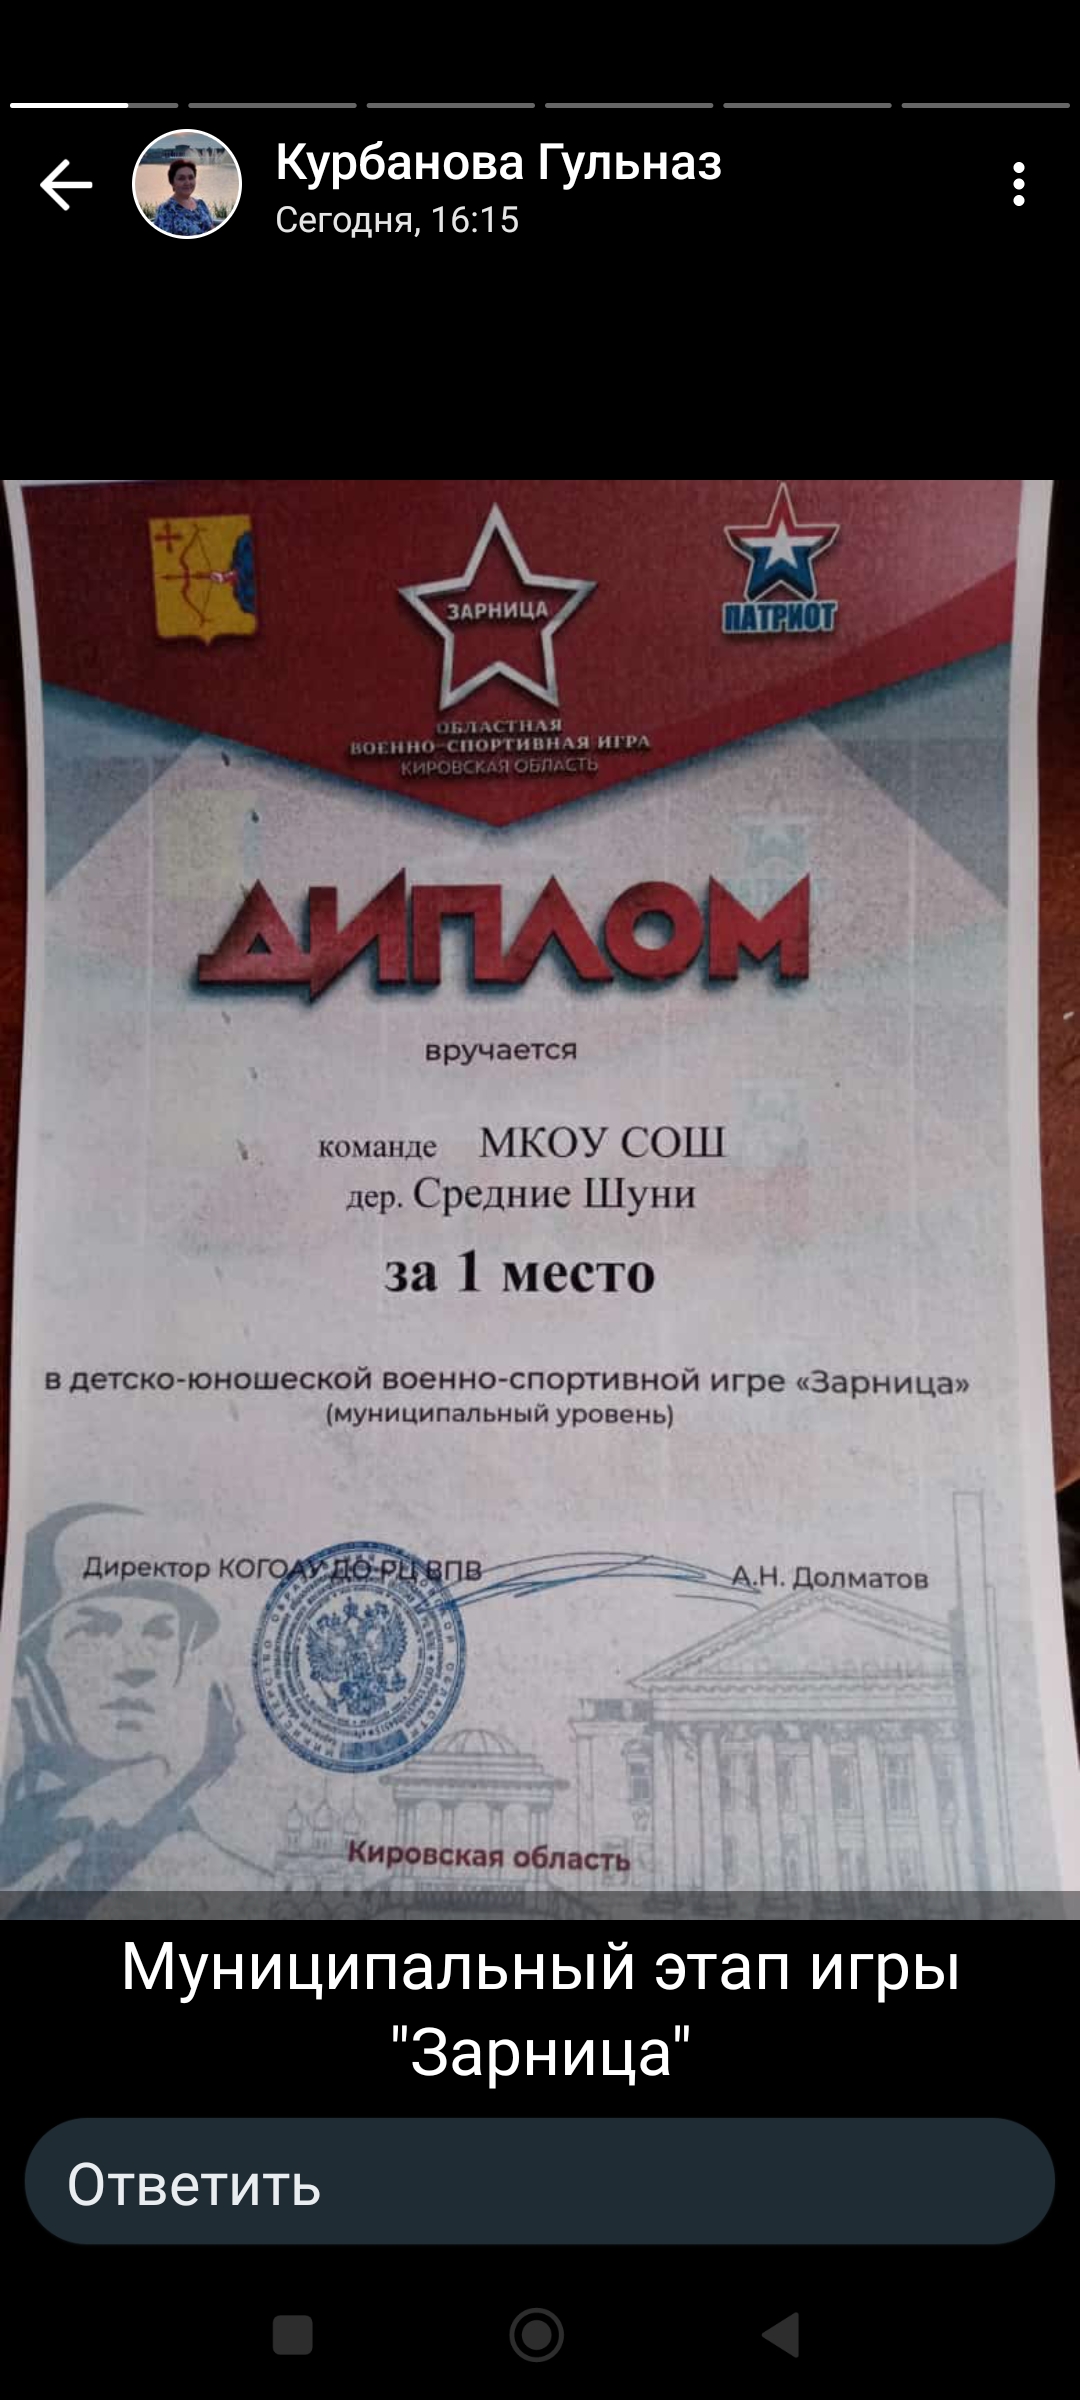 Курбанова Гульназ
Сегодня, 16:15
ЗАРНИЦА
ПАТРИОТ
ОБЛАСТНАЯ
ВОЕННО-СПОРТИВНАЯ ИГРА
КИРОВСКАЯ ОБЛАСТЬ
ДИПЛОМ
вручается
команде МКОУ СОШ
дер. Средние Шуни
за 1 место
в детско-юношеской военно-спортивной игре «Зарница»
(муниципальный уровень)
Директор КОГОАУ ДО РЦ ВПВ
А.Н. Долматов
Кировская область
Муниципальный этап игры
"Зарница"
Ответить